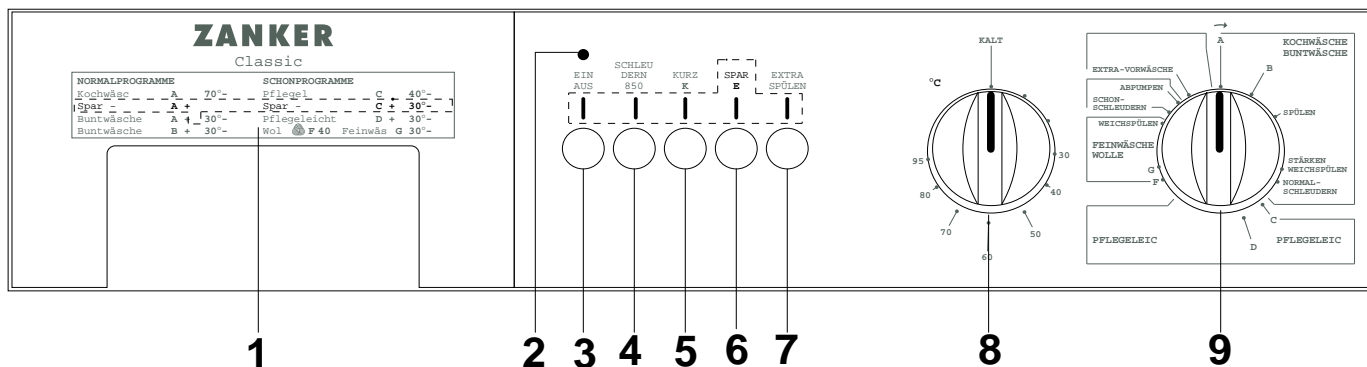 ZANKER
Classic
NORMALPROGRAMME SCHONPROGRAMME
Kochwäsc A 70°- Pflegel C 40°-
Spar - A + Spar - C + 30°-
Buntwäsche A + 30°- Pflegeleicht D + 30°-
Buntwäsche B + 30°- Wol F 40 Feinwäs G 30°-
EIN
AUS
SCHLEU
DERN
850
KURZ
K
SPAR
E
EXTRA
SPÜLEN
°C
KALT
30
40
50
60
70
80
95
A
KOCHWÄSCHE
BUNTWÄSCHE
B
SPÜLEN
STÄRKEN
WEICHSPÜLEN
NORMAL-
SCHLEUDERN
C
D
PFLEGELEIC
PFLEGELEIC
EXTRA-VORWÄSCHE
ABPUMPEN
SCHON-
SCHLEUDERN
WEICHSPÜLEN
FEINWÄSCHE
WOLLE
G
F
1 2 3 4 5 6 7 8 9